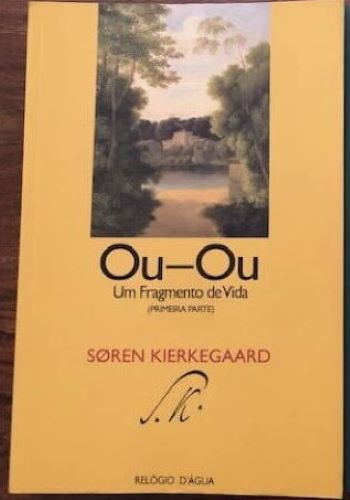 Ou—Ou
Um Fragmento de Vida
(PRIMEIRA PARTE)
SØREN KIERKEGAARD
S. K.
RELÓGIO D'ÁGUA